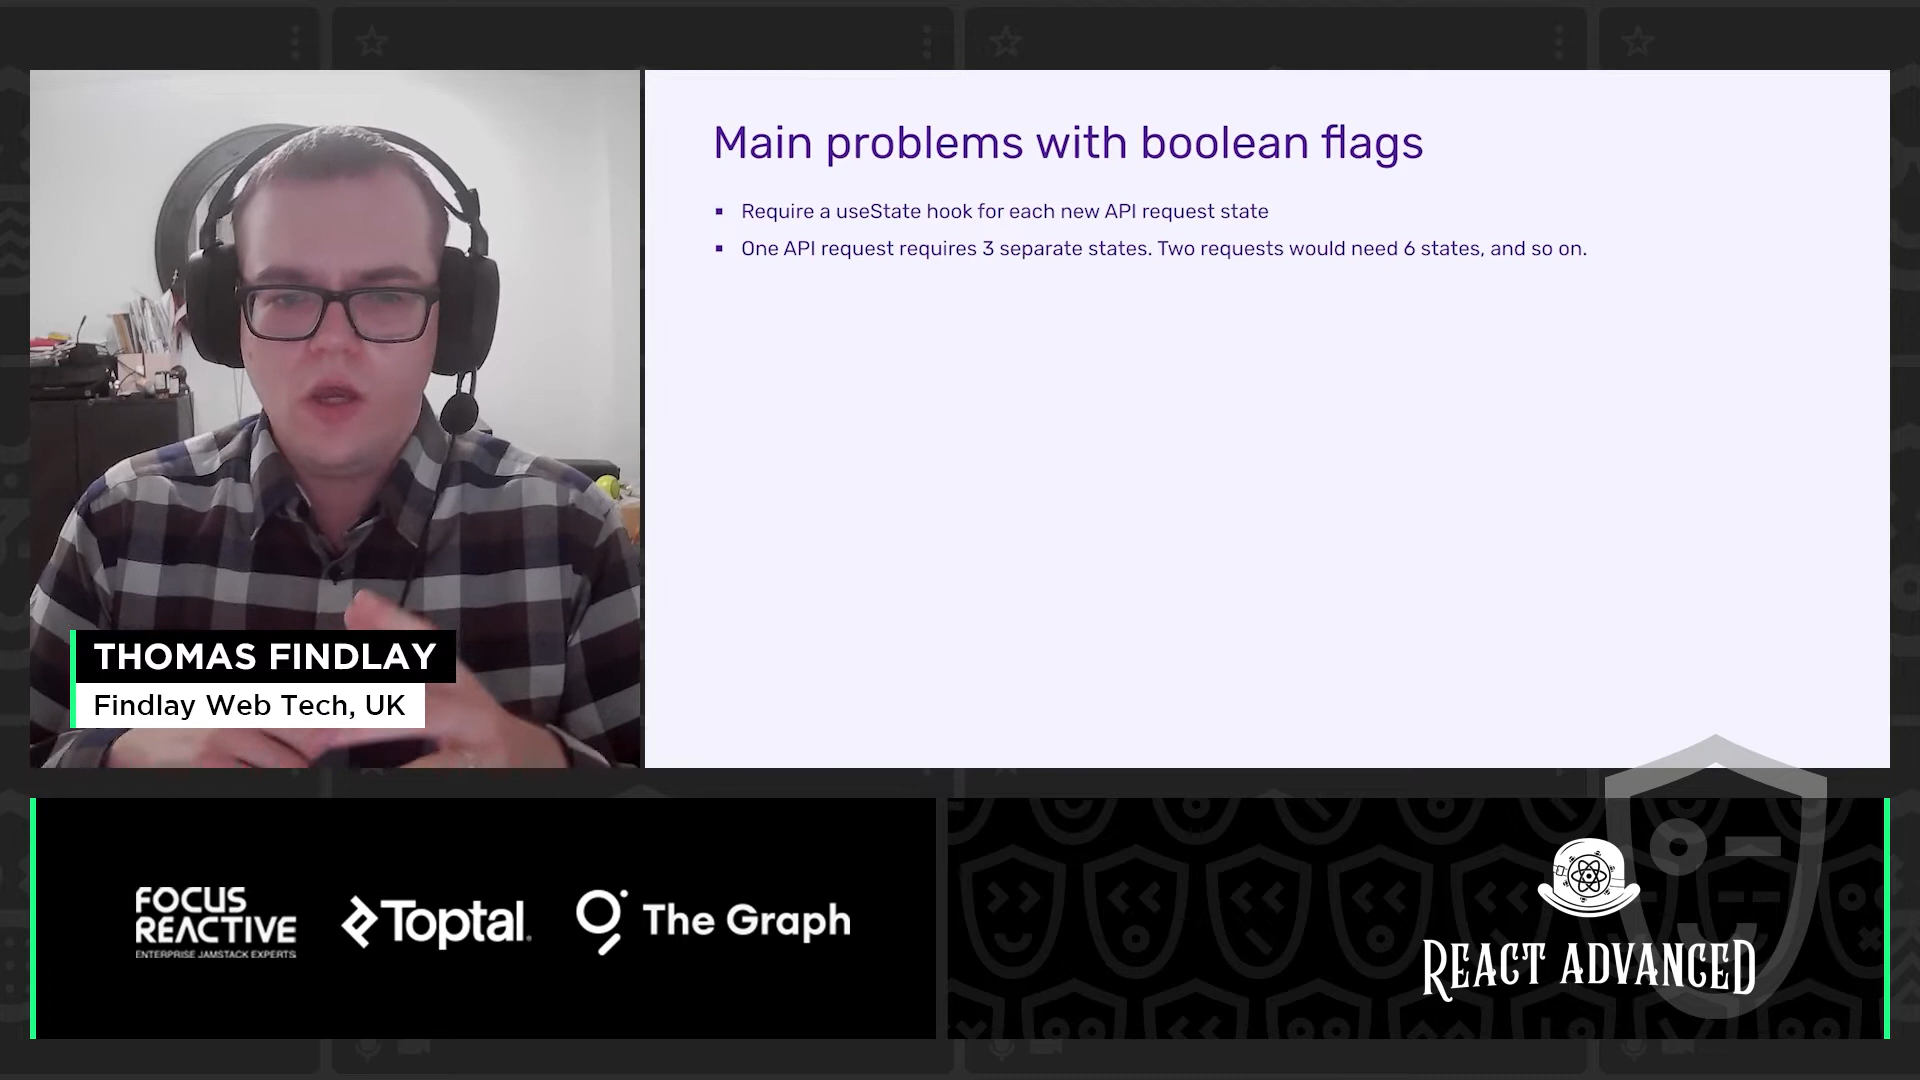 Main problems with boolean flags
Require a useState hook for each new API request state
One API request requires 3 separate states. Two requests would need 6 states, and so on.
THOMAS FINDLAY
Findlay Web Tech, UK
FOCUS
REACTIVE
ENTERPRISE JAMSTACK EXPERTS
Toptal
The Graph
REACT ADVANCED